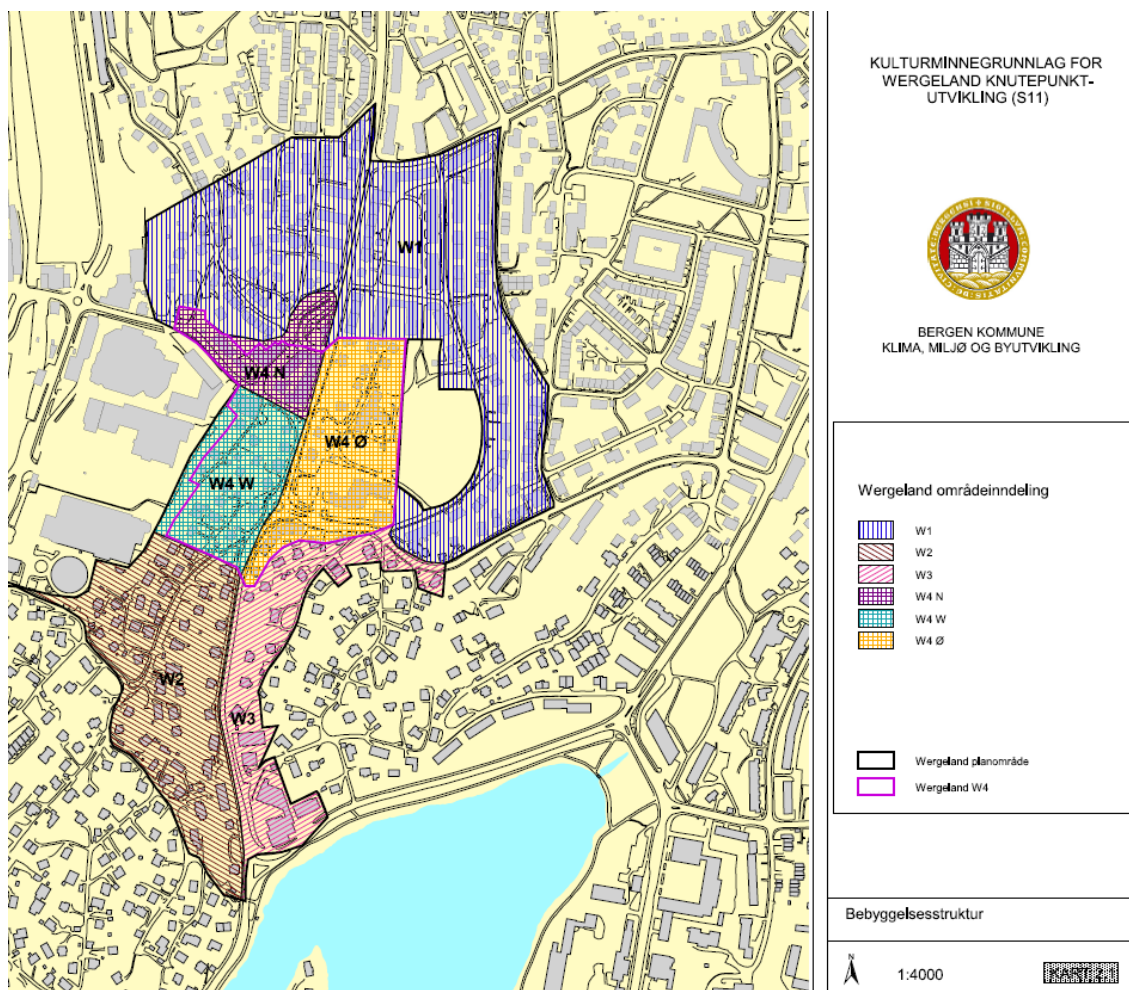 KULTURMINNEGRUNNLAG FOR
WERGELAND KNUTEPUNKT-
UTVIKLING (S11)
BERGEN KOMMUNE
KLIMA, MILJØ OG BYUTVIKLING
Wergeland områdeinndeling
W1
W2
W3
W4 N
W4 W
W4 Ø
Wergeland planområde
Wergeland W4
Bebyggelsesstruktur
N
1:4000
W1
W4 N
W4 Ø
W4 W
W2
W3